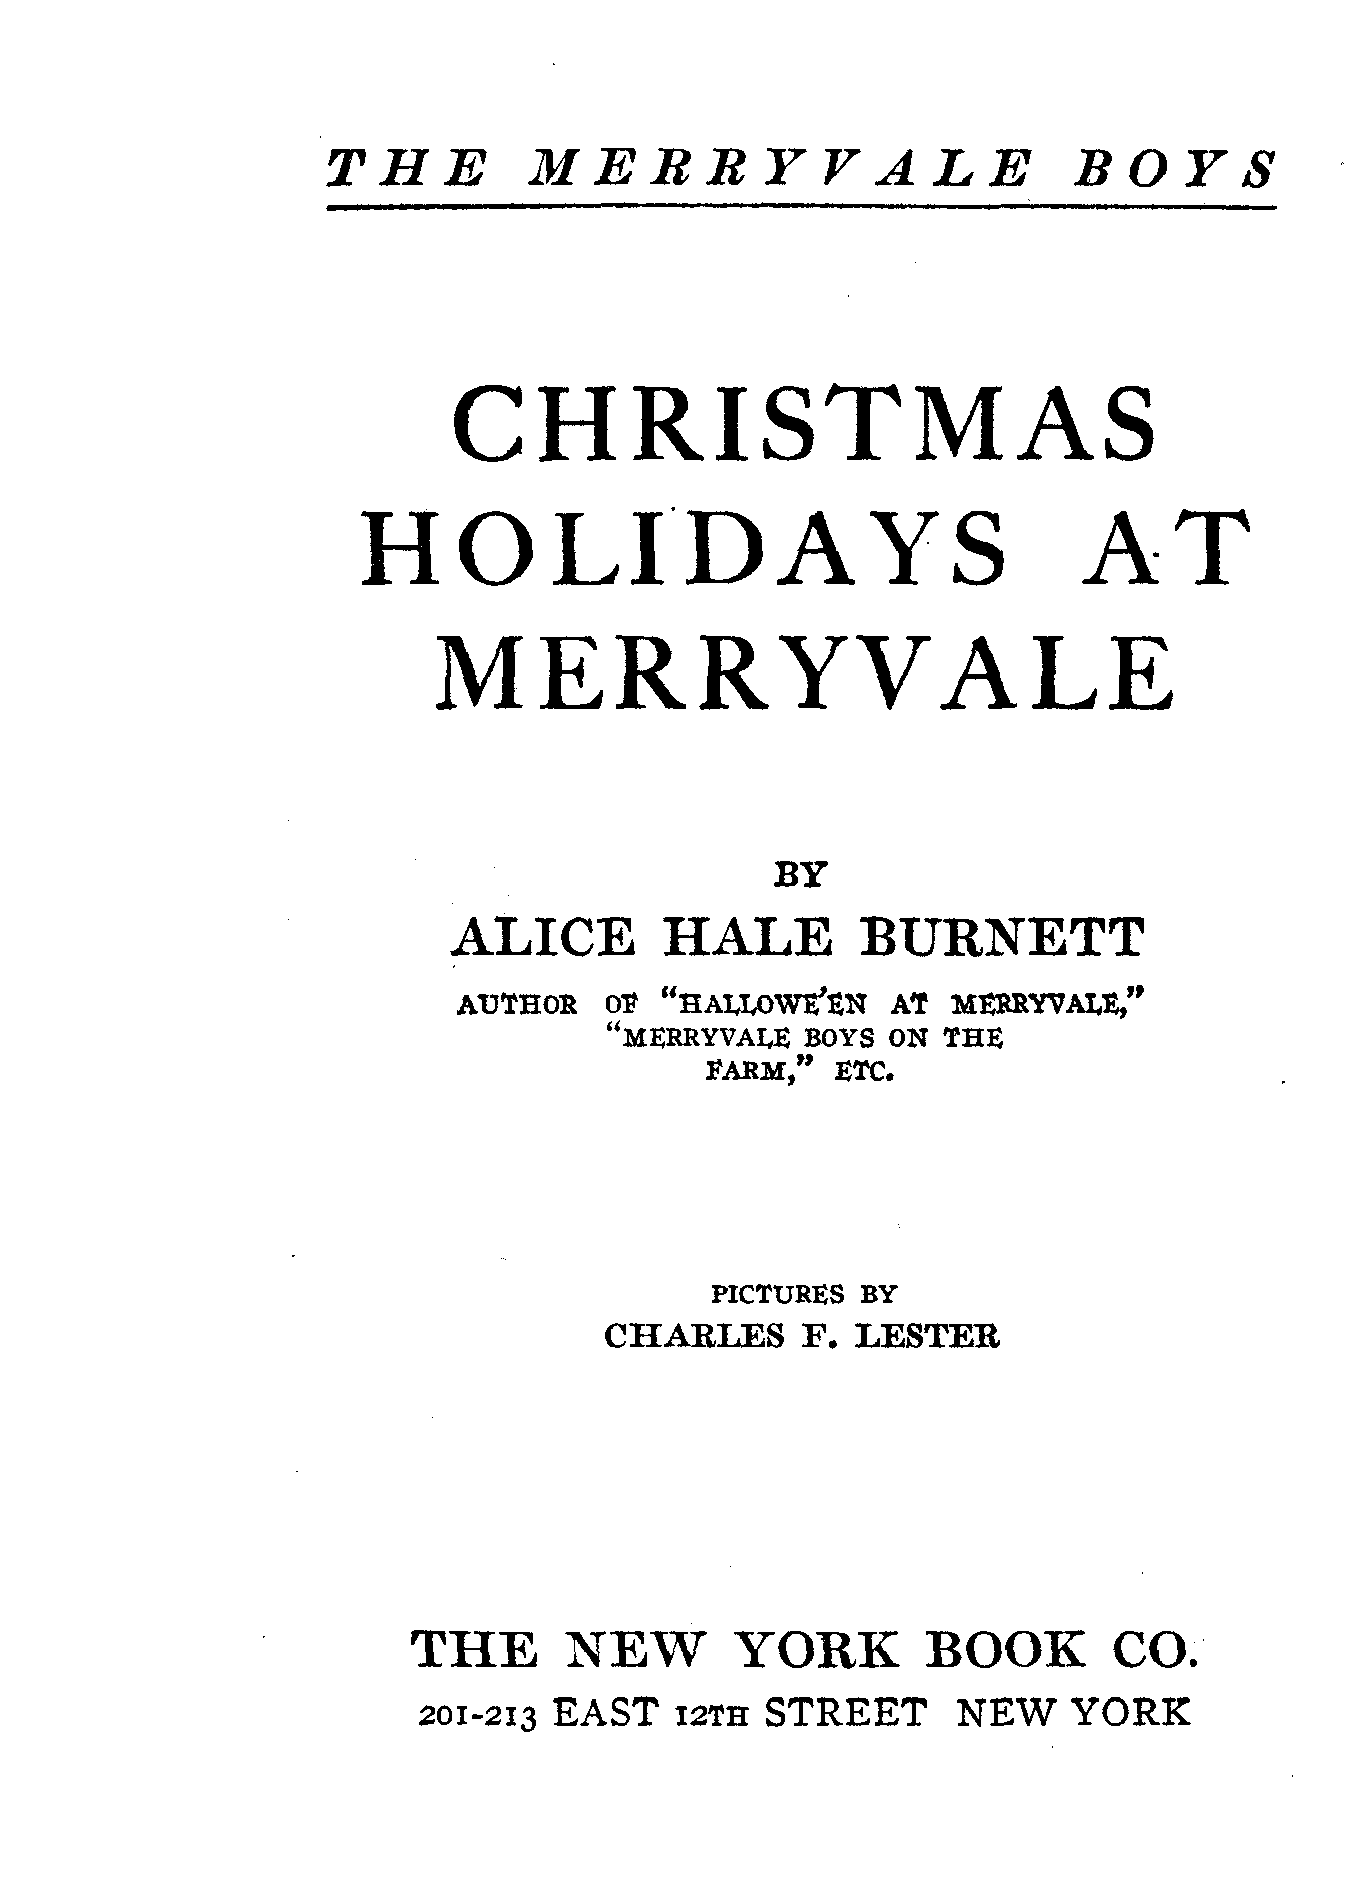 THE MERRYVALE BOYS
CHRISTMAS
HOLIDAYS AT
MERRYVALE
BY
ALICE HALE BURNETT
AUTHOR OF “HALLOWE’EN AT MERRYVALE,”
“MERRYVALE BOYS ON THE
FARM,” ETC.
PICTURES BY
CHARLES F. LESTER
THE NEW YORK BOOK CO.
201-213 EAST 12TH STREET NEW YORK